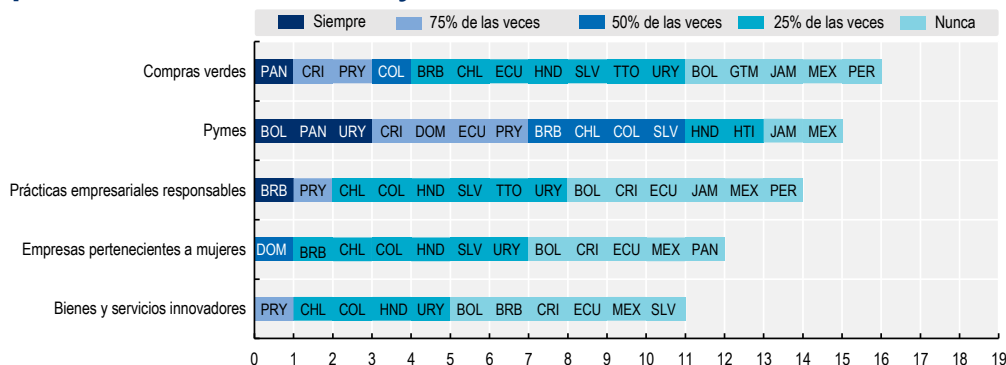 Siempre 75% de las veces 50% de las veces 25% de las veces Nunca
Compras verdes PAN CRI PRY COL BRB CHL ECU HND SLV TTO URY BOL GTM JAM MEX PER
Pymes BOL PAN URY CRI DOM ECU PRY BRB CHL COL SLV HND HTI JAM MEX
Prácticas empresariales responsables BRB PRY CHL COL HND SLV TTO URY BOL CRI ECU JAM MEX PER
Empresas pertenecientes a mujeres DOM BRB CHL COL HND SLV URY BOL CRI ECU MEX PAN
Bienes y servicios innovadores PRY CHL COL HND URY BOL BRB CRI ECU MEX SLV
0 1 2 3 4 5 6 7 8 9 10 11 12 13 14 15 16 17 18 19